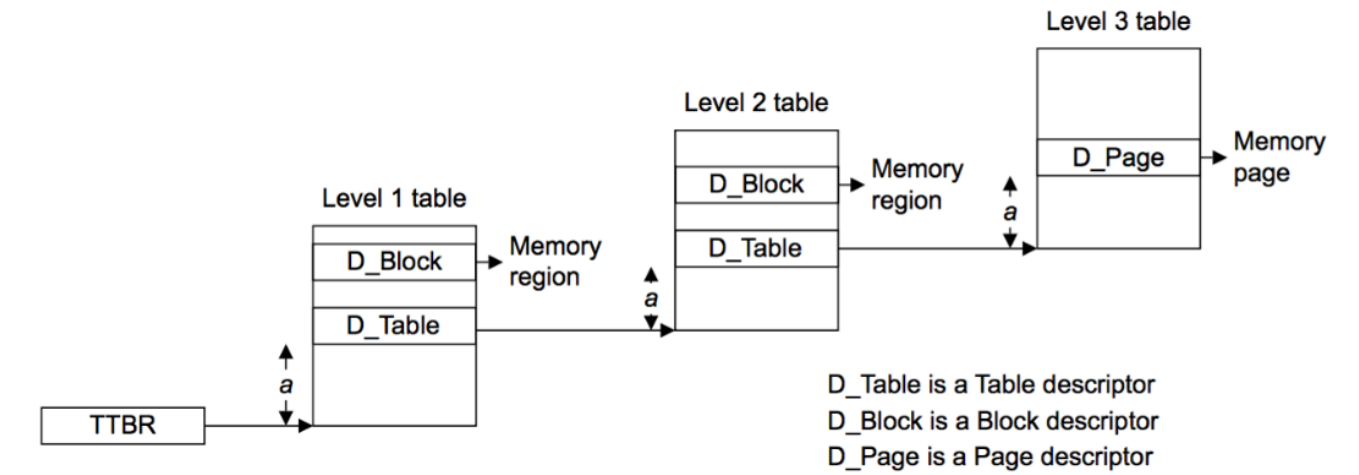 Level 3 table
Level 2 table
D_Page
Memory
page
a
D_Block
Memory
region
Level 1 table
D_Table
a
D_Block
Memory
region
D_Table
a
TTBR
D_Table is a Table descriptor
D_Block is a Block descriptor
D_Page is a Page descriptor